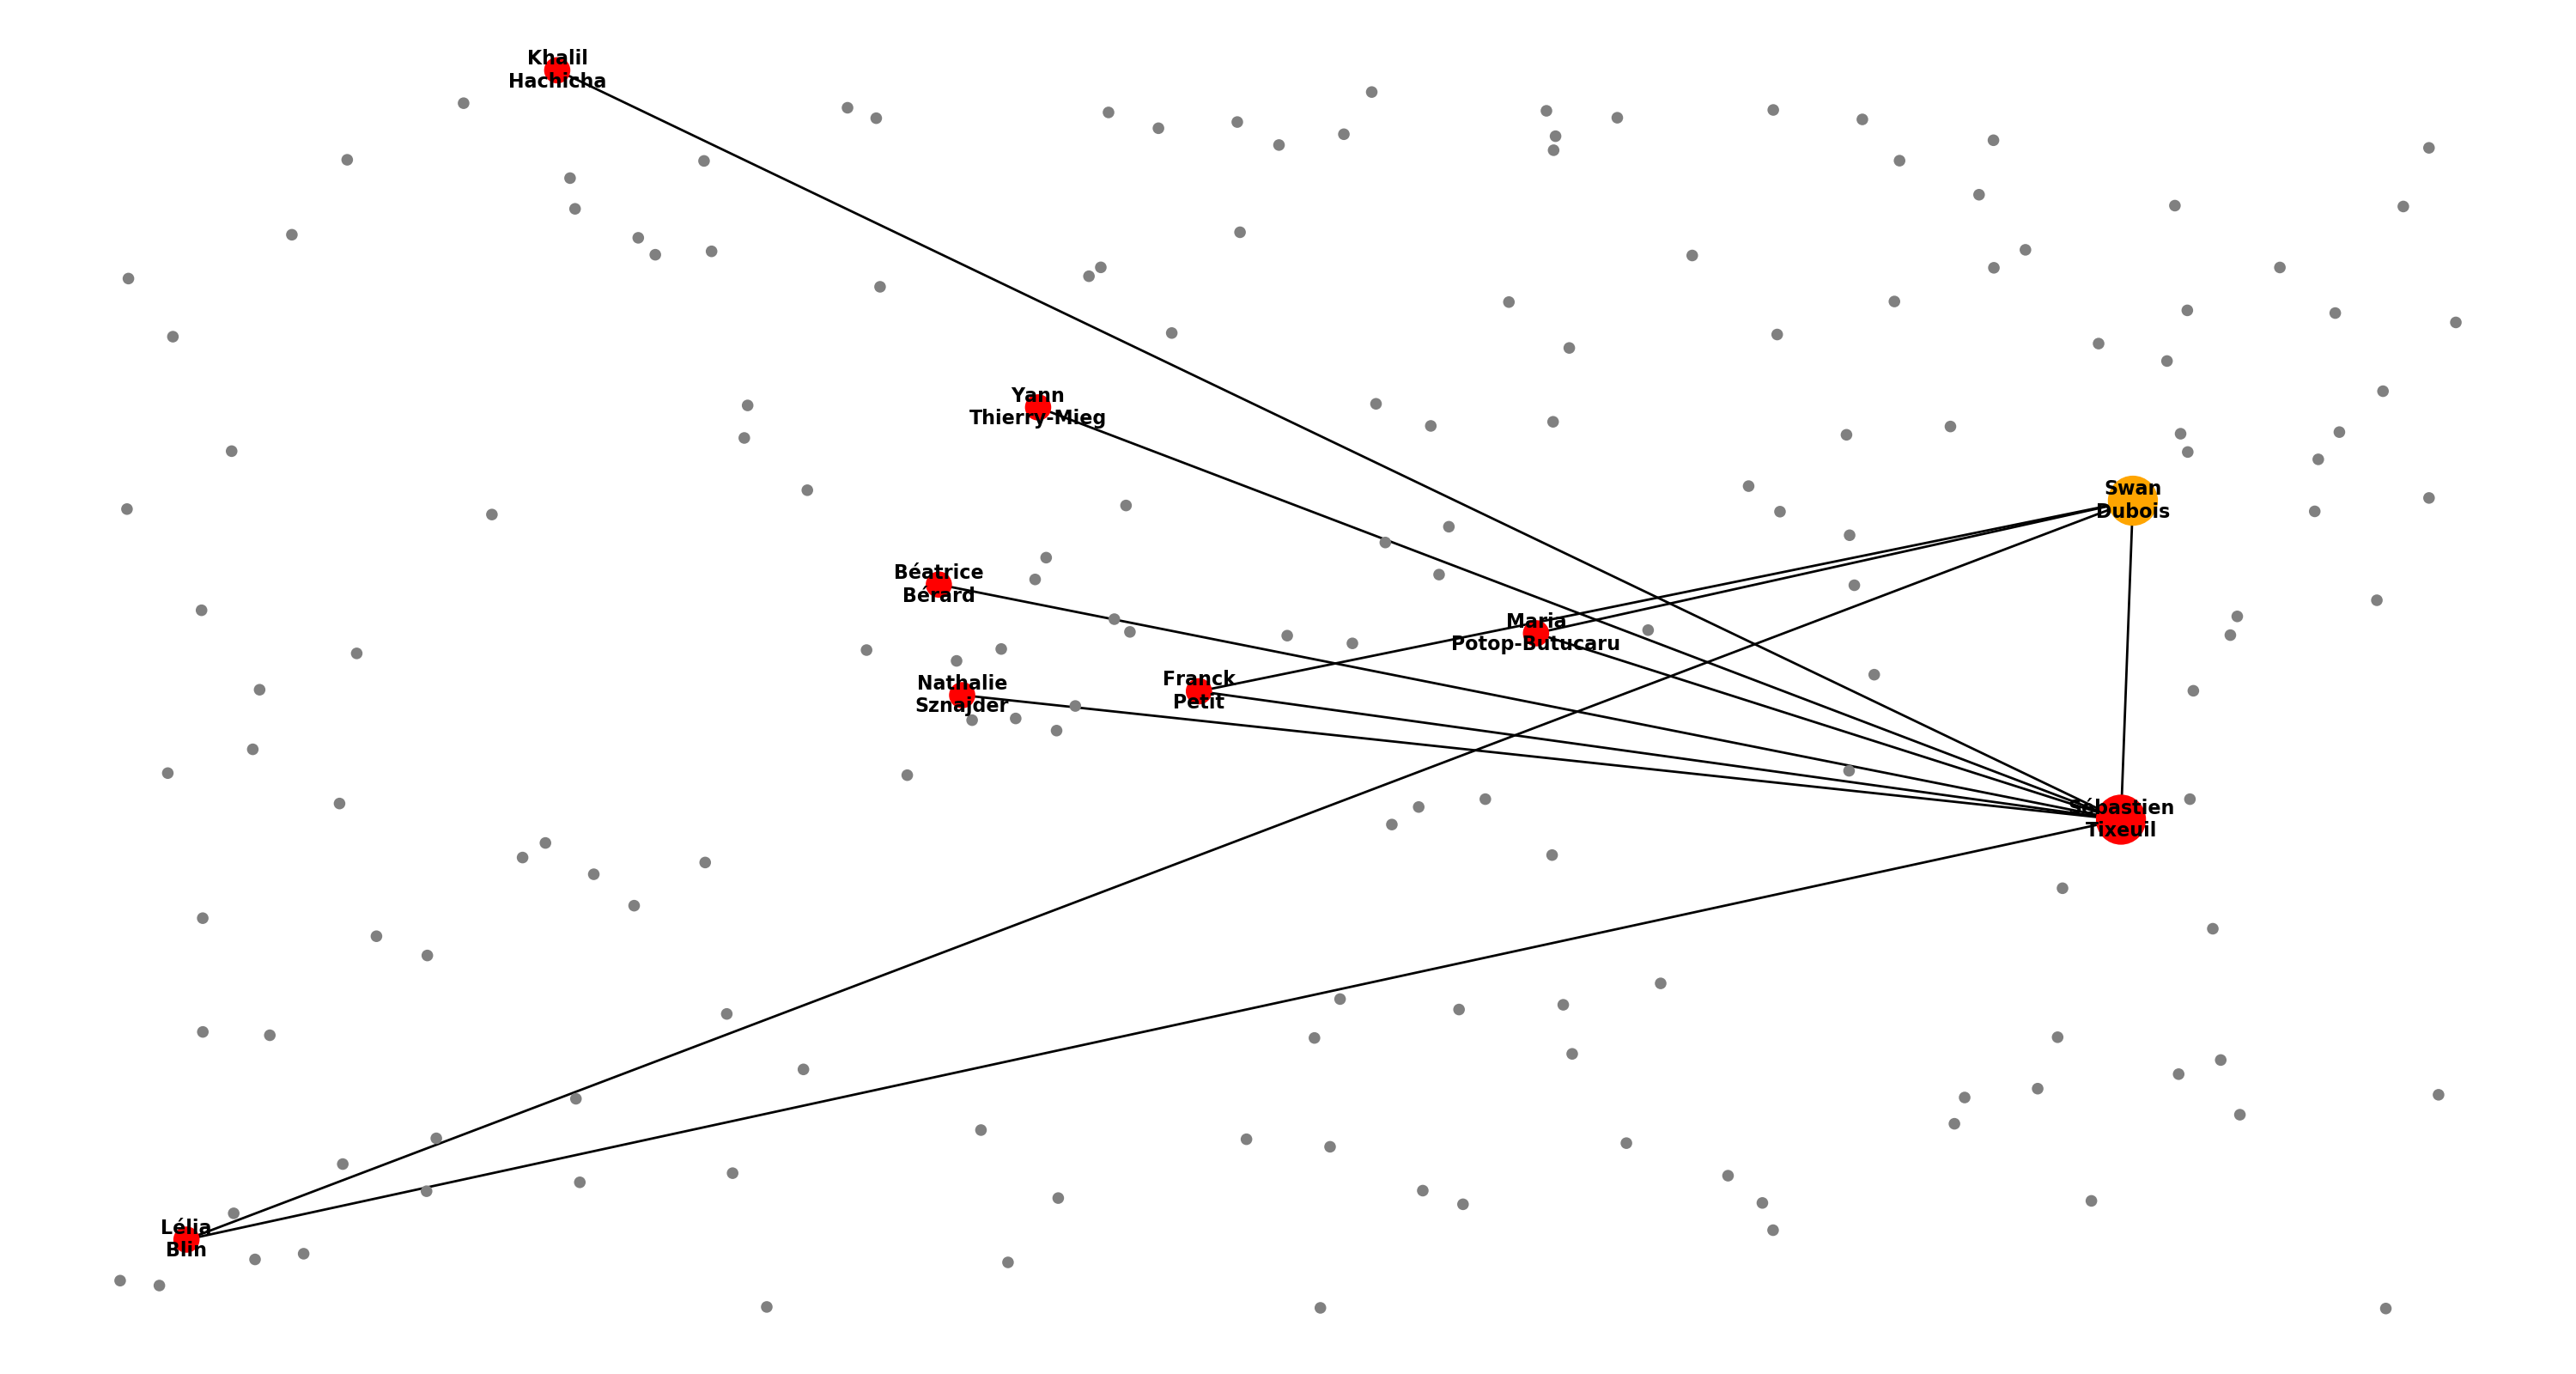 Khalil
Hachicha
Yann
Thierry-Mieg
Swan
Dubois
Béatrice
Bérard
Maria
Potop-Butucaru
Nathalie
Sznajder
Franck
Petit
Sébastien
Tixeuil
Lélia
Blin